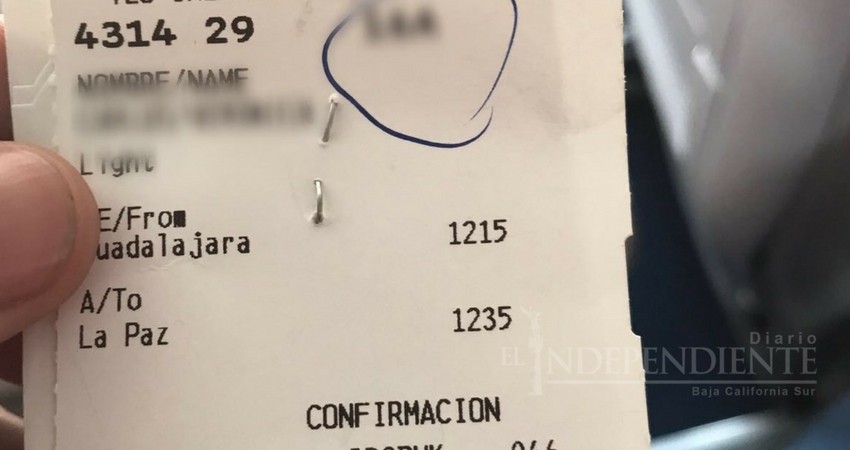 4314 29
NOMBRE/NAME
Light
E/From
uadalajara 1215
A/To
La Paz 1235
CONFIRMACION
Diario
EL INDEPENDIENTE
Baja California Sur